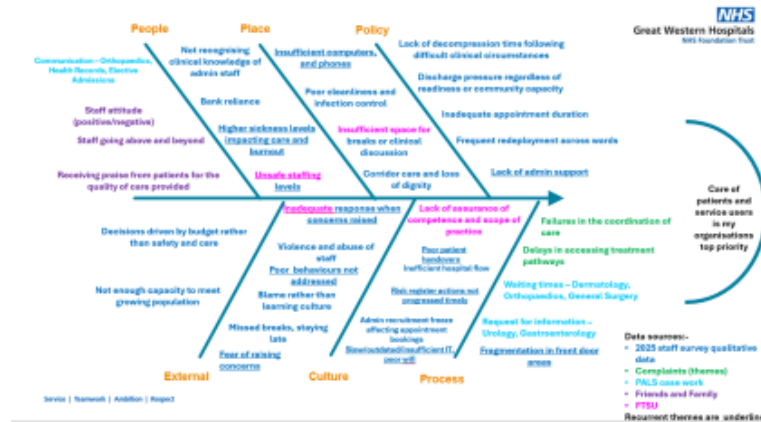 NHS
Great Western Hospitals
NHS Foundation Trust
People
Place
Policy
Communication – Orthopaedics,
Health Records, Elective
Admissions
Staff attitude
(positive/negative)
Staff going above and beyond
Receiving praise from patients for the
quality of care provided
Not recognising
clinical knowledge of
admin staff
Bank reliance
Higher sickness levels
impacting care and
burnout
Unsafe staffing
levels
Insufficient computers,
and phones
Poor cleanliness and
infection control
Insufficient space for
breaks or clinical
discussion
Corridor care and loss
of dignity
Lack of decompression time following
difficult clinical circumstances
Discharge pressure regardless of
readiness or community capacity
Inadequate appointment duration
Frequent redeployment across words
Lack of admin support
Care of
patients and
service users
is my
organisations
top priority
Decisions driven by budget rather
than safety and care
Not enough capacity to meet
growing population
Inadequate response when
concerns raised
Violence and abuse of
staff
Poor behaviours not
addressed
Blame rather than
learning culture
Missed breaks, staying
late
Fear of raising
concerns
Lack of assurance of
competence and scope of
practice
Poor patient
handovers
Inefficient hospital flow
Risk register actions not
progressed timely
Admin recruitment freeze
affecting appointment
bookings
Slow/outdated/insufficient IT,
poor wifi
Failures in the coordination of
care
Delays in accessing treatment
pathways
Waiting times – Dermatology,
Orthopaedics, General Surgery
Request for information –
Urology, Gastroenterology
Fragmentation in front door
areas
External
Culture
Process
Data sources:-
• 2025 staff survey qualitative
data
• Complaints (themes)
• PALS case work
• Friends and Family
• FTSU
Recurrent themes are underlin
Service | Teamwork | Ambition | Respect